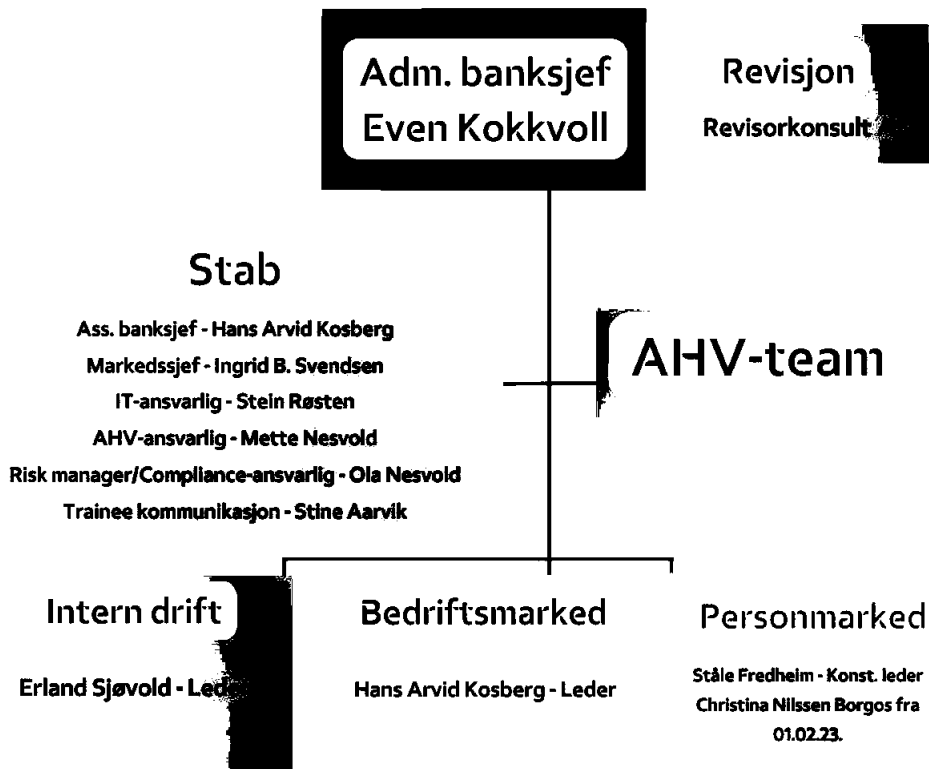 Adm. banksjef
Even Kokkvoll
Revisjon
Revisorkonsult
Stab
Ass. banksjef - Hans Arvid Kosberg
Markedssjef - Ingrid B. Svendsen
IT-ansvarlig - Stein Røsten
AHV-ansvarlig - Mette Nesvold
Risk manager/Compliance-ansvarlig - Ola Nesvold
Trainee kommunikasjon - Stine Aarvik
AHV-team
Intern drift
Erland Sjøvold - Leder
Bedriftsmarked
Hans Arvid Kosberg - Leder
Personmarked
Ståle Fredheim - Konst. leder
Christina Nilssen Borgos fra
01.02.23.